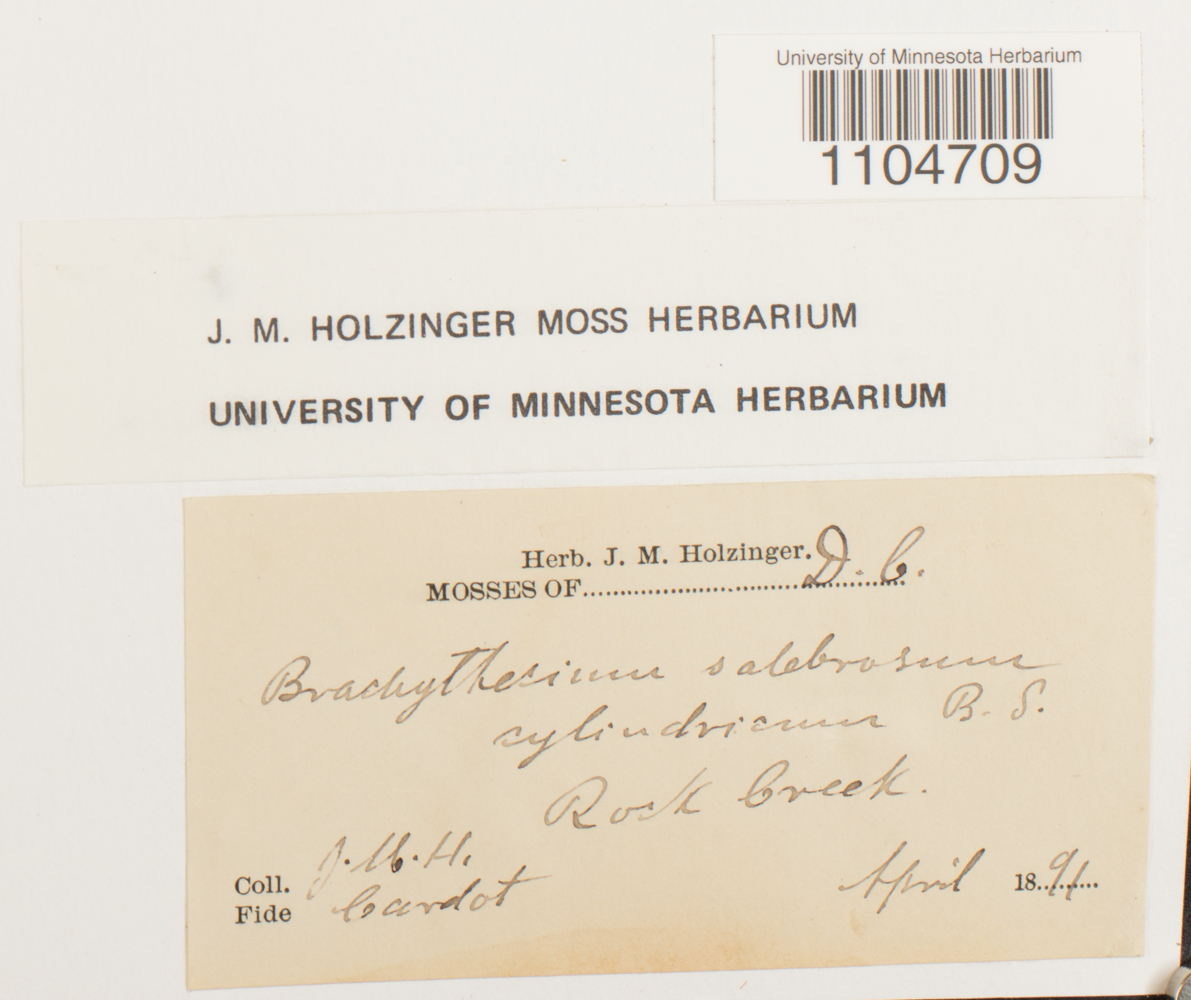 University of Minnesota Herbarium
1104709
J. M. HOLZINGER MOSS HERBARIUM
UNIVERSITY OF MINNESOTA HERBARIUM
Herb. J. M. Holzinger.
MOSSES OF D. C.
Brachythecium salebrosum
cylindricum B. S.
Rock Creek.
Coll. J. M. H.
Fide Cardot
April 1891